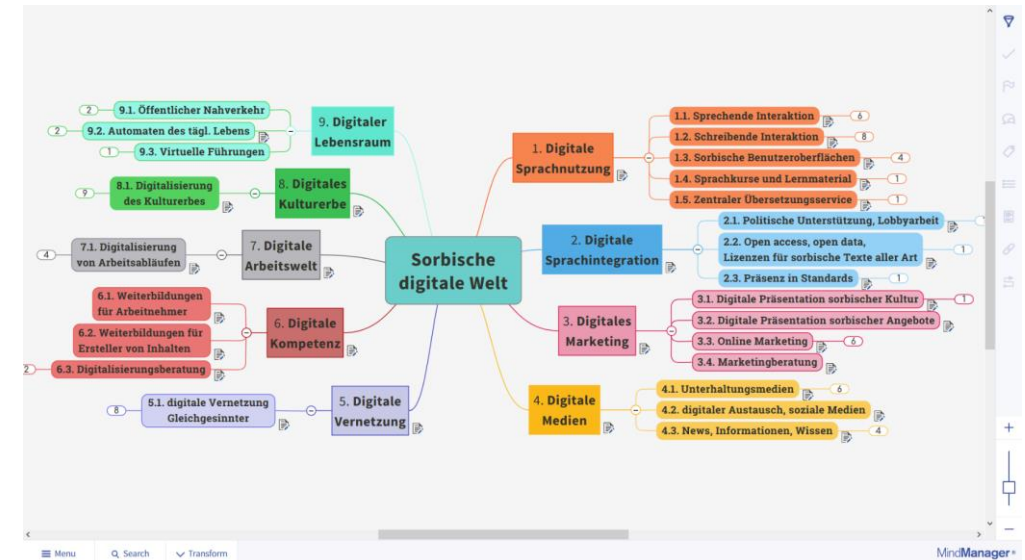 Sorbische
digitale Welt
1. Digitale
Sprachnutzung
1.1. Sprechende Interaktion
6
1.2. Schreibende Interaktion
8
1.3. Sorbische Benutzeroberflächen
4
1.4. Sprachkurse und Lernmaterial
1
1.5. Zentraler Übersetzungsservice
1
2. Digitale
Sprachintegration
2.1. Politische Unterstützung, Lobbyarbeit
2.2. Open access, open data,
Lizenzen für sorbische Texte aller Art
1
2.3. Präsenz in Standards
1
3. Digitales
Marketing
3.1. Digitale Präsentation sorbischer Kultur
1
3.2. Digitale Präsentation sorbischer Angebote
3.3. Online Marketing
6
3.4. Marketingberatung
4. Digitale
Medien
4.1. Unterhaltungsmedien
6
4.2. digitaler Austausch, soziale Medien
4.3. News, Informationen, Wissen
4
5. Digitale
Vernetzung
5.1. digitale Vernetzung
Gleichgesinnter
8
6. Digitale
Kompetenz
6.1. Weiterbildungen
für Arbeitnehmer
6.2. Weiterbildungen für
Ersteller von Inhalten
6.3. Digitalisierungsberatung
2
7. Digitale
Arbeitswelt
7.1. Digitalisierung
von Arbeitsabläufen
4
8. Digitales
Kulturerbe
8.1. Digitalisierung
des Kulturerbes
9
9. Digitaler
Lebensraum
9.1. Öffentlicher Nahverkehr
2
9.2. Automaten des tägl. Lebens
2
9.3. Virtuelle Führungen
1
Menu
Search
Transform
MindManager